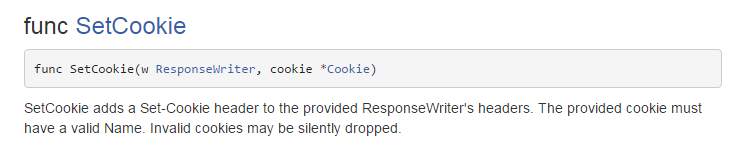 func SetCookie
func SetCookie(w ResponseWriter, cookie *Cookie)
SetCookie adds a Set-Cookie header to the provided ResponseWriter's headers. The provided cookie must
have a valid Name. Invalid cookies may be silently dropped.